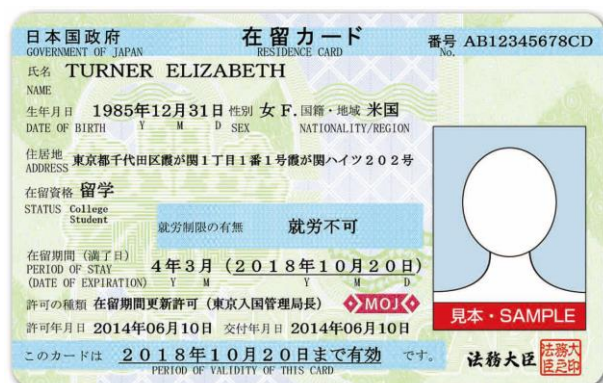 日本国政府 在留カード 番号 AB12345678CD
GOVERNMENT OF JAPAN RESIDENCE CARD No.
氏名 TURNER ELIZABETH
NAME
生年月日 1985年12月31日 性別 女 F. 国籍・地域 米国
DATE OF BIRTH Y M D SEX NATIONALITY/REGION
住居地 東京都千代田区霞が関1丁目1番1号霞が関ハイツ202号
ADDRESS
在留資格 留学
STATUS College Student
就労制限の有無 就労不可
在留期間(満了日) 4年3月(2018年10月20日)
PERIOD OF STAY
(DATE OF EXPIRATION) Y M Y M D
許可の種類 在留期間更新許可(東京入国管理局長) MOJ
見本・SAMPLE
許可年月日 2014年06月10日 交付年月日 2014年06月10日
このカードは 2018年10月20日まで有効 です。
PERIOD OF VALIDITY OF THIS CARD
法務大臣 法務大臣之印